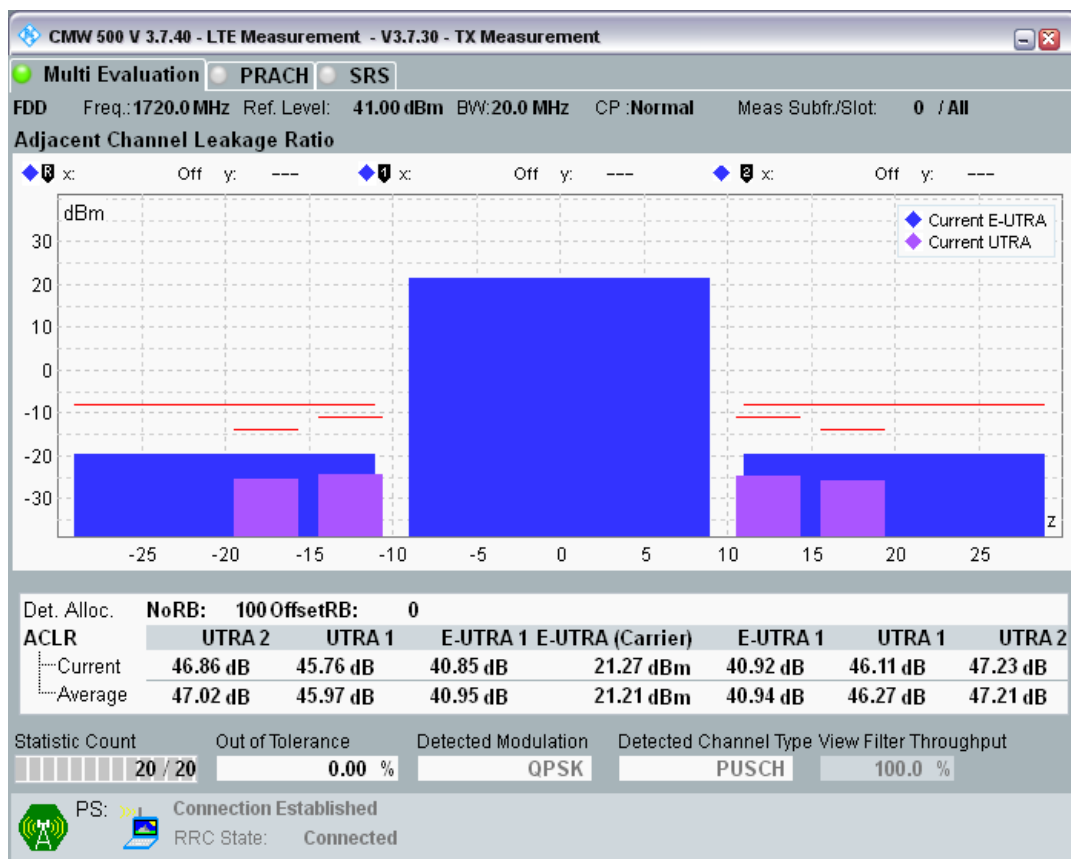 CMW 500 V 3.7.40 - LTE Measurement - V3.7.30 - TX Measurement
Multi Evaluation PRACH SRS
FDD Freq.: 1720.0 MHz Ref. Level: 41.00 dBm BW: 20.0 MHz CP :Normal Meas Subfr./Slot: 0 / All
Adjacent Channel Leakage Ratio
R x: Off y: --- 1 x: Off y: --- 2 x: Off y: ---
dBm
Current E-UTRA
Current UTRA
30
20
10
0
-10
-20
-30
z
-25 -20 -15 -10 -5 0 5 10 15 20 25
Det. Alloc. NoRB: 100 OffsetRB: 0
ACLR UTRA 2 UTRA 1 E-UTRA 1 E-UTRA (Carrier) E-UTRA 1 UTRA 1 UTRA 2
Current 46.86 dB 45.76 dB 40.85 dB 21.27 dBm 40.92 dB 46.11 dB 47.23 dB
Average 47.02 dB 45.97 dB 40.95 dB 21.21 dBm 40.94 dB 46.27 dB 47.21 dB
Statistic Count Out of Tolerance Detected Modulation Detected Channel Type View Filter Throughput
20 / 20 0.00 % QPSK PUSCH 100.0 %
PS: Connection Established
RRC State: Connected